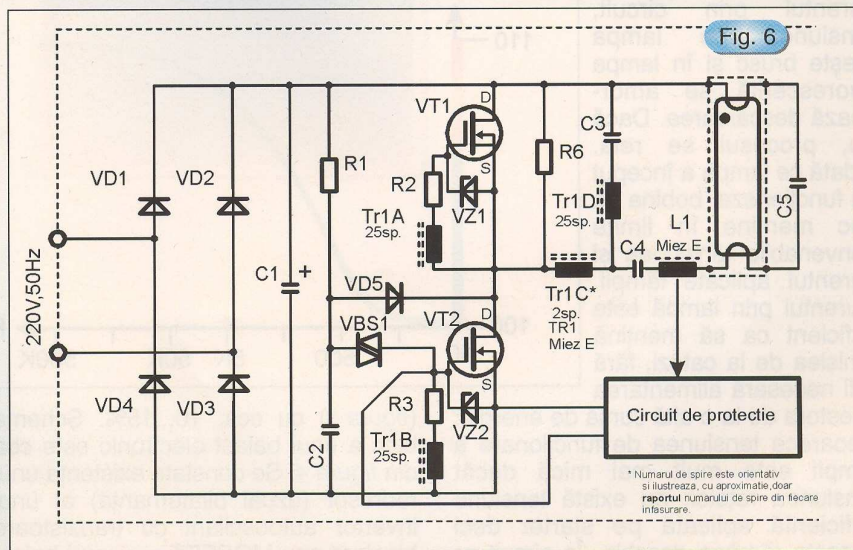 Fig. 6
VT1
D
S
C3
R1
R2
R6
VD1
VD2
VZ1
Tr1A
25sp.
Tr1D
25sp.
L1
Miez E
C4
C5
C1
+
220V,50Hz
VD5
VBS1
VT2
D
S
Tr1C*
2sp.
TR1
Miez E
VD4
VD3
R3
VZ2
C2
Tr1B
25sp.
Circuit de protectie
* Numarul de spire este orientativ
si ilustreaza, cu aproximatie,doar
raportul numarului de spire din fiecare
infasurare.